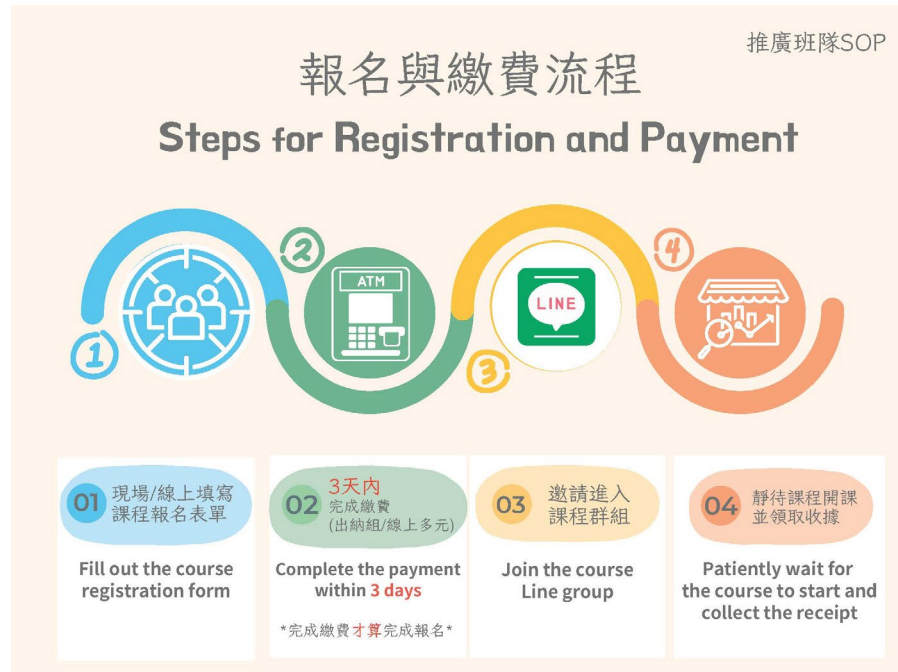 推廣班隊SOP
報名與繳費流程
Steps for Registration and Payment
1
2
ATM
LINE
3
4
01
現場/線上填寫
課程報名表單
Fill out the course
registration form
02
3天內
完成繳費
(出納組/線上多元)
Complete the payment
within 3 days
*完成繳費才算完成報名*
03
邀請進入
課程群組
Join the course
Line group
04
靜待課程開課
並領取收據
Patiently wait for
the course to start and
collect the receipt